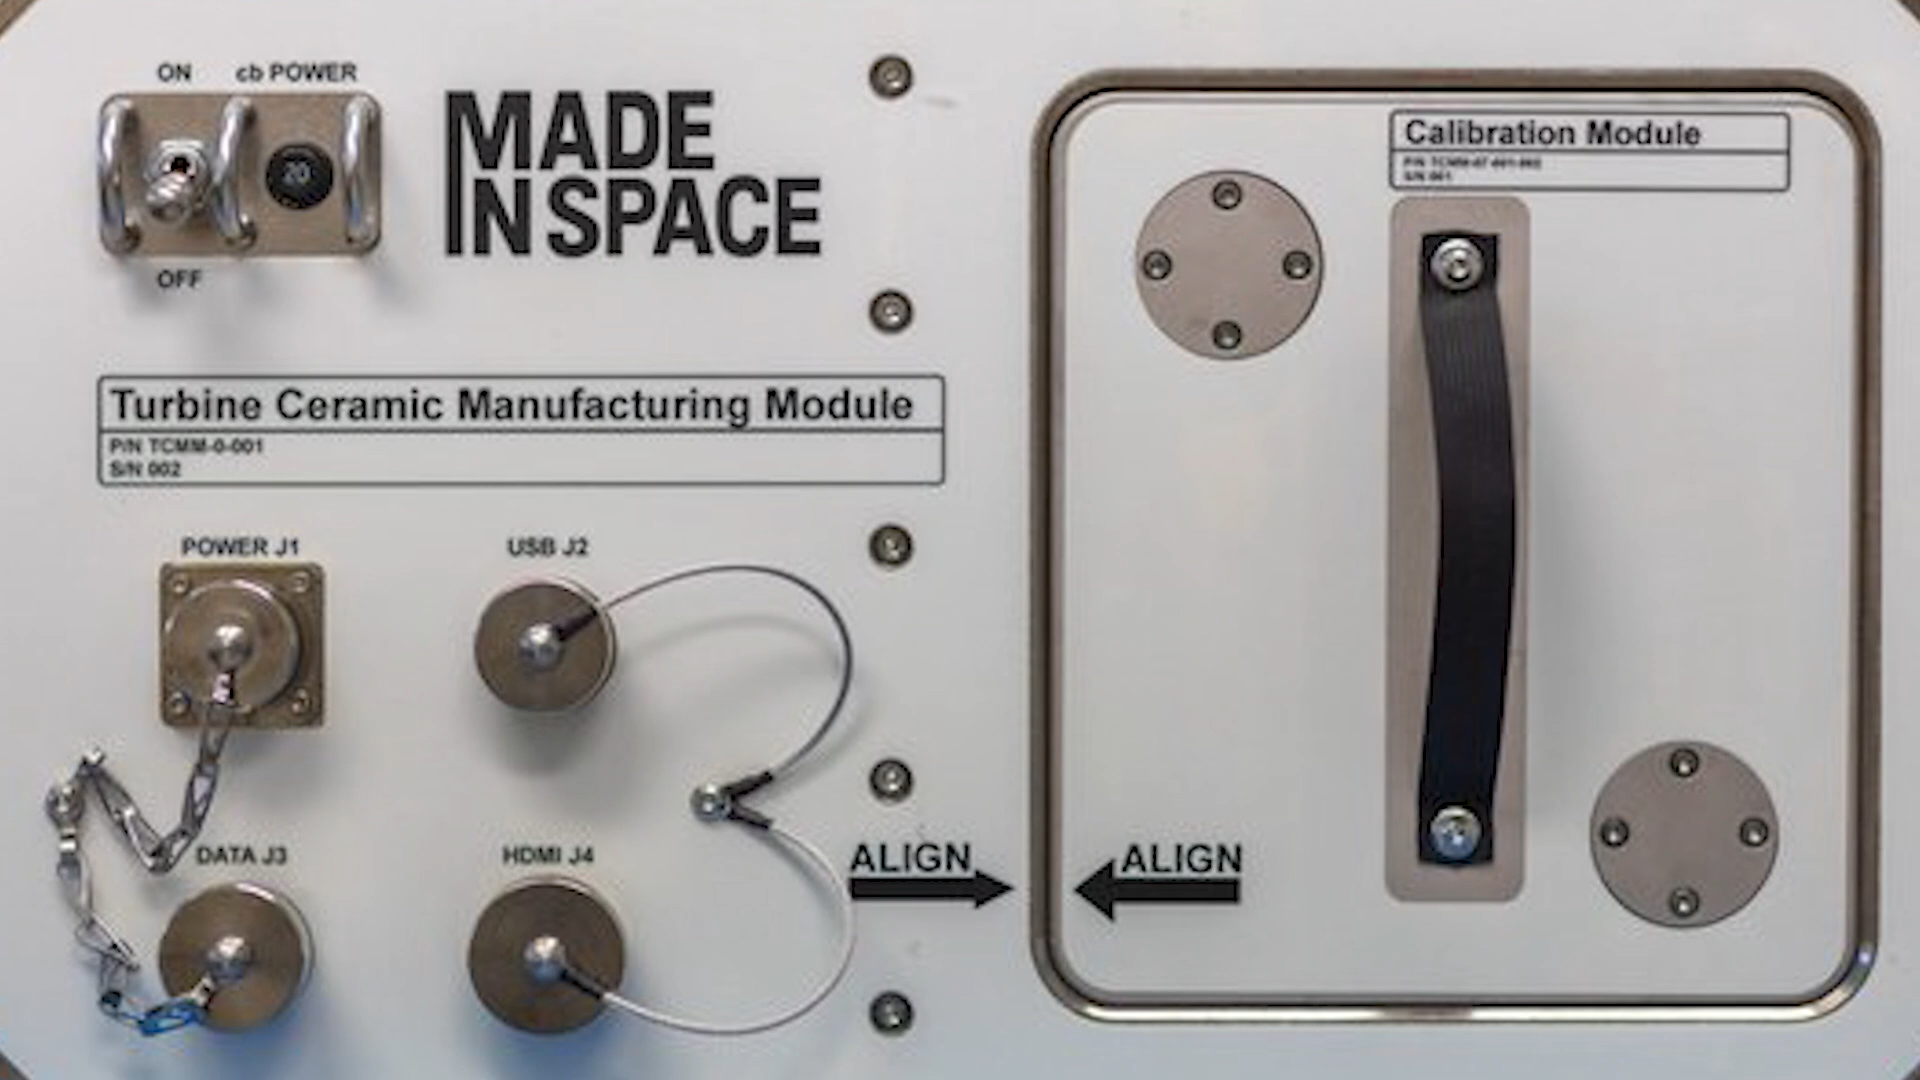 ON cb POWER
20
OFF
MADE
IN SPACE
Turbine Ceramic Manufacturing Module
P/N TCMM-0-001
S/N 002
POWER J1
USB J2
DATA J3
HDMI J4
ALIGN
ALIGN
Calibration Module
P/N
S/N 001